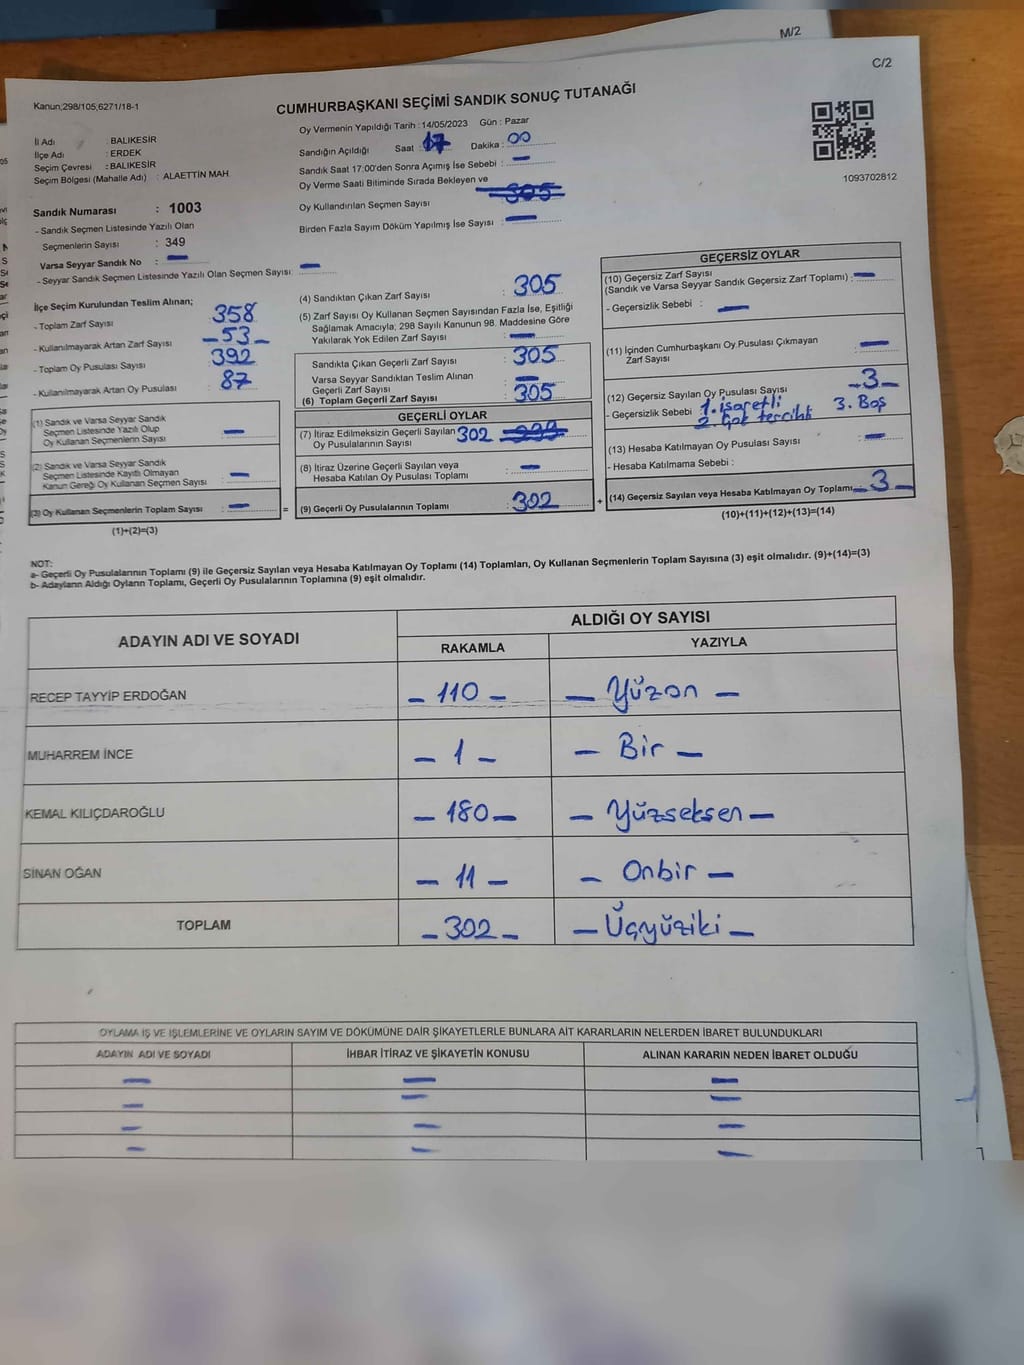 M/2
C/2
Kanun;298/105,6271/18-1
CUMHURBAŞKANI SEÇİMİ SANDIK SONUÇ TUTANAĞI
İl Adı : BALIKESİR
İlçe Adı : ERDEK
Seçim Çevresi : BALIKESİR
Seçim Bölgesi (Mahalle Adı) : ALAETTİN MAH.
Sandık Numarası : 1003
- Sandık Seçmen Listesinde Yazılı Olan
Seçmenlerin Sayısı : 349
Varsa Seyyar Sandık No : —
- Seyyar Sandık Seçmen Listesinde Yazılı Olan Seçmen Sayısı: —
Oy Vermenin Yapıldığı Tarih : 14/05/2023 Gün : Pazar
Sandığın Açıldığı Saat : 17 Dakika : 00
Sandık Saat 17:00'den Sonra Açımış İse Sebebi : —
Oy Verme Saati Bitiminde Sırada Bekleyen ve
Oy Kullandırılan Seçmen Sayısı 305
Birden Fazla Sayım Döküm Yapılmış İse Sayısı : —
1093702812
İlçe Seçim Kurulundan Teslim Alınan;
- Toplam Zarf Sayısı : 358
- Kullanılmayarak Artan Zarf Sayısı : -53-
- Toplam Oy Pusulası Sayısı : 392
- Kullanılmayarak Artan Oy Pusulası : 87
(1) Sandık ve Varsa Seyyar Sandık
Seçmen Listesinde Yazılı Olup
Oy Kullanan Seçmenlerin Sayısı : —
(2) Sandık ve Varsa Seyyar Sandık
Seçmen Listesinde Kayıtlı Olmayan
Kanun Gereği Oy Kullanan Seçmen Sayısı : —
(3) Oy Kullanan Seçmenlerin Toplam Sayısı : — =
(1)+(2)=(3)
(4) Sandıktan Çıkan Zarf Sayısı : 305
(5) Zarf Sayısı Oy Kullanan Seçmen Sayısından Fazla İse, Eşitliği
Sağlamak Amacıyla; 298 Sayılı Kanunun 98. Maddesine Göre
Yakılarak Yok Edilen Zarf Sayısı : —
Sandıkta Çıkan Geçerli Zarf Sayısı : 305
Varsa Seyyar Sandıktan Teslim Alınan
Geçerli Zarf Sayısı : —
(6) Toplam Geçerli Zarf Sayısı : 305
GEÇERLİ OYLAR
(7) İtiraz Edilmeksizin Geçerli Sayılan 302
Oy Pusulalarının Sayısı
(8) İtiraz Üzerine Geçerli Sayılan veya
Hesaba Katılan Oy Pusulası Toplamı : —
(9) Geçerli Oy Pusulalarının Toplamı : 302 +
GEÇERSİZ OYLAR
(10) Geçersiz Zarf Sayısı
(Sandık ve Varsa Seyyar Sandık Geçersiz Zarf Toplamı) : —
- Geçersizlik Sebebi : —
(11) İçinden Cumhurbaşkanı Oy Pusulası Çıkmayan
Zarf Sayısı : —
(12) Geçersiz Sayılan Oy Pusulası Sayısı : -3-
- Geçersizlik Sebebi : 1. işaretli 3. Boş
2. Çok tercihli
(13) Hesaba Katılmayan Oy Pusulası Sayısı : —
- Hesaba Katılmama Sebebi :
(14) Geçersiz Sayılan veya Hesaba Katılmayan Oy Toplamı -3-
(10)+(11)+(12)+(13)=(14)
NOT:
a- Geçerli Oy Pusulalarının Toplamı (9) ile Geçersiz Sayılan veya Hesaba Katılmayan Oy Toplamı (14) Toplamları, Oy Kullanan Seçmenlerin Toplam Sayısına (3) eşit olmalıdır. (9)+(14)=(3)
b- Adayların Aldığı Oyların Toplamı, Geçerli Oy Pusulalarının Toplamına (9) eşit olmalıdır.
ADAYIN ADI VE SOYADI ALDIĞI OY SAYISI
RAKAMLA YAZIYLA
RECEP TAYYİP ERDOĞAN - 110 - - Yüzon -
MUHARREM İNCE - 1 - - Bir -
KEMAL KILIÇDAROĞLU - 180 - - Yüzseksen -
SİNAN OĞAN - 11 - - Onbir -
TOPLAM - 302 - - Üçyüziki -
OYLAMA İŞ VE İŞLEMLERİNE VE OYLARIN SAYIM VE DÖKÜMÜNE DAİR ŞİKAYETLERLE BUNLARA AİT KARARLARIN NELERDEN İBARET BULUNDUKLARI
ADAYIN ADI VE SOYADI İHBAR İTİRAZ VE ŞİKAYETİN KONUSU ALINAN KARARIN NEDEN İBARET OLDUĞU
— — —
— — —
— — —
— — —